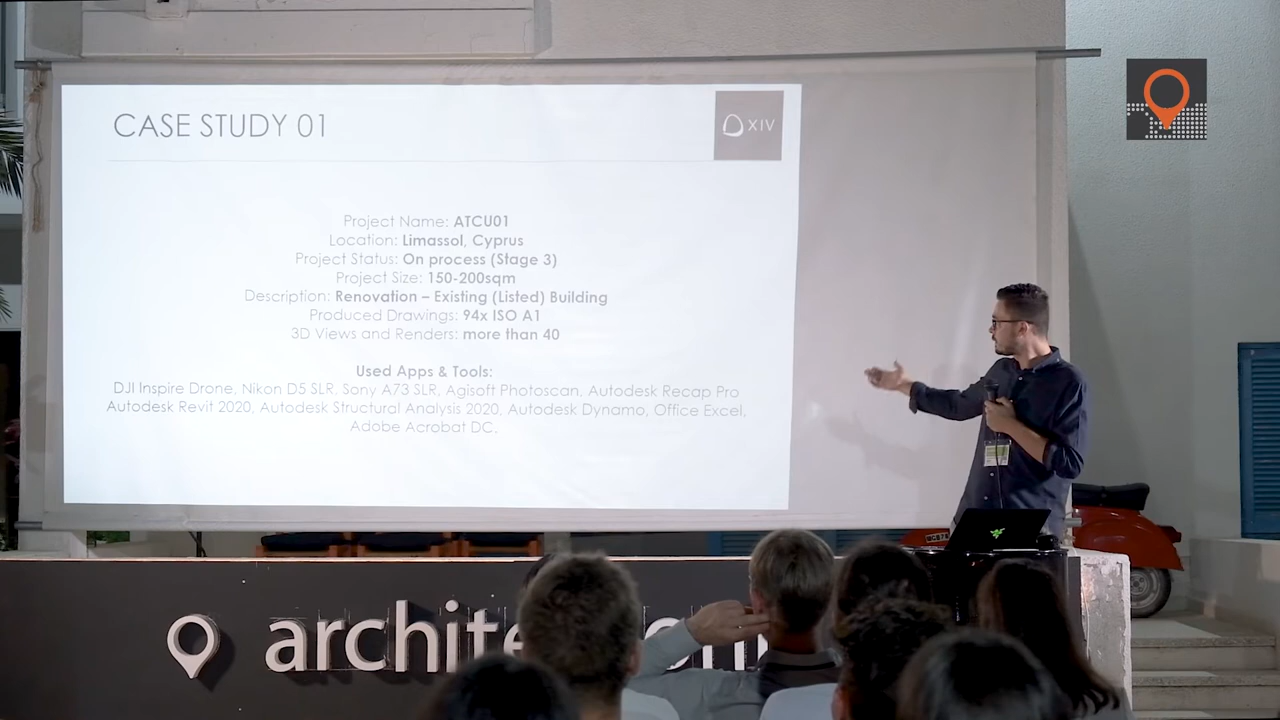 CASE STUDY 01
XIV
Project Name: ATCU01
Location: Limassol, Cyprus
Project Status: On process (Stage 3)
Project Size: 150-200sqm
Description: Renovation – Existing (Listed) Building
Produced Drawings: 94x ISO A1
3D Views and Renders: more than 40
Used Apps & Tools:
DJI Inspire Drone, Nikon D5 SLR, Sony A73 SLR, Agisoft Photoscan, Autodesk Recap Pro
Autodesk Revit 2020, Autodesk Structural Analysis 2020, Autodesk Dynamo, Office Excel,
Adobe Acrobat DC.